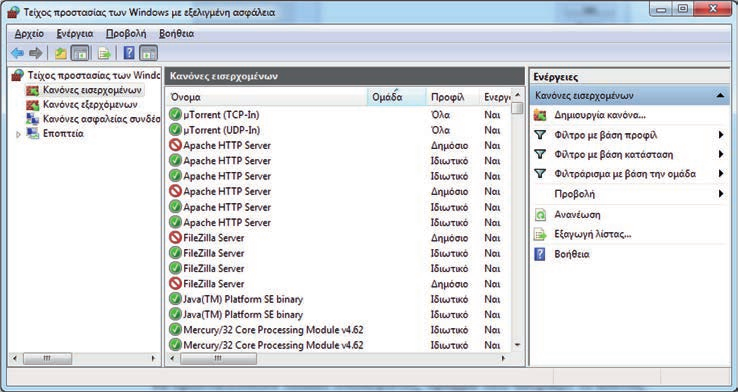 Τείχος προστασίας των Windows με εξελιγμένη ασφάλεια
Αρχείο Ενέργεια Προβολή Βοήθεια
Τείχος προστασίας των Windo
Κανόνες εισερχομένων
Κανόνες εξερχόμενων
Κανόνες ασφαλείας συνδέσ
Εποπτεία
Κανόνες εισερχομένων
Όνομα Ομάδα Προφίλ Ενεργο
μTorrent (TCP-In) Όλα Ναι
μTorrent (UDP-In) Όλα Ναι
Apache HTTP Server Δημόσιο Ναι
Apache HTTP Server Ιδιωτικό Ναι
Apache HTTP Server Ιδιωτικό Ναι
Apache HTTP Server Δημόσιο Ναι
Apache HTTP Server Ιδιωτικό Ναι
Apache HTTP Server Ιδιωτικό Ναι
FileZilla Server Δημόσιο Ναι
FileZilla Server Ιδιωτικό Ναι
FileZilla Server Ιδιωτικό Ναι
FileZilla Server Δημόσιο Ναι
Java(TM) Platform SE binary Ιδιωτικό Ναι
Java(TM) Platform SE binary Ιδιωτικό Ναι
Mercury/32 Core Processing Module v4.62 Ιδιωτικό Ναι
Mercury/32 Core Processing Module v4.62 Ιδιωτικό Ναι
Ενέργειες
Κανόνες εισερχομένων
Δημιουργία κανόνα...
Φίλτρο με βάση προφίλ
Φίλτρο με βάση κατάσταση
Φιλτράρισμα με βάση την ομάδα
Προβολή
Ανανέωση
Εξαγωγή λίστας...
Βοήθεια